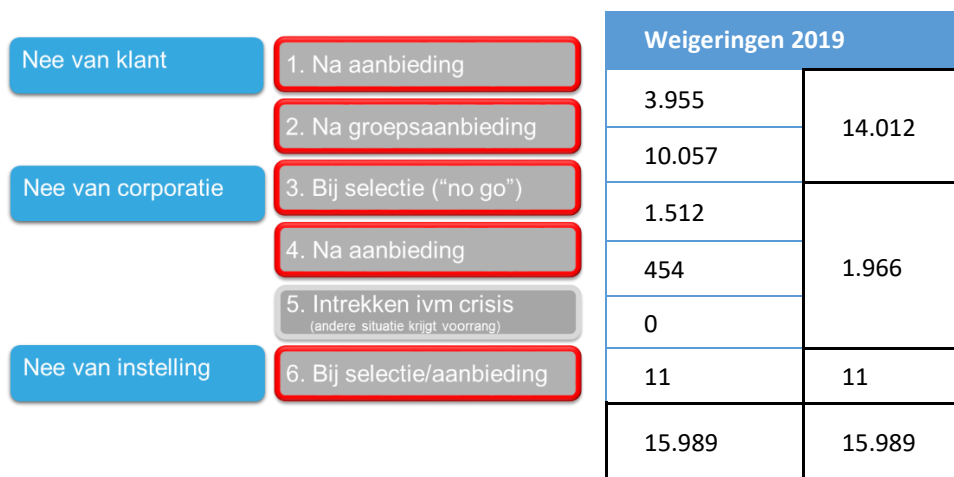 Weigeringen 2019
Nee van klant
1. Na aanbieding
3.955
14.012
2. Na groepsaanbieding
10.057
Nee van corporatie
3. Bij selectie (“no go”)
1.512
1.966
4. Na aanbieding
454
5. Intrekken ivm crisis
(andere situatie krijgt voorrang)
0
Nee van instelling
6. Bij selectie/aanbieding
11
11
15.989
15.989